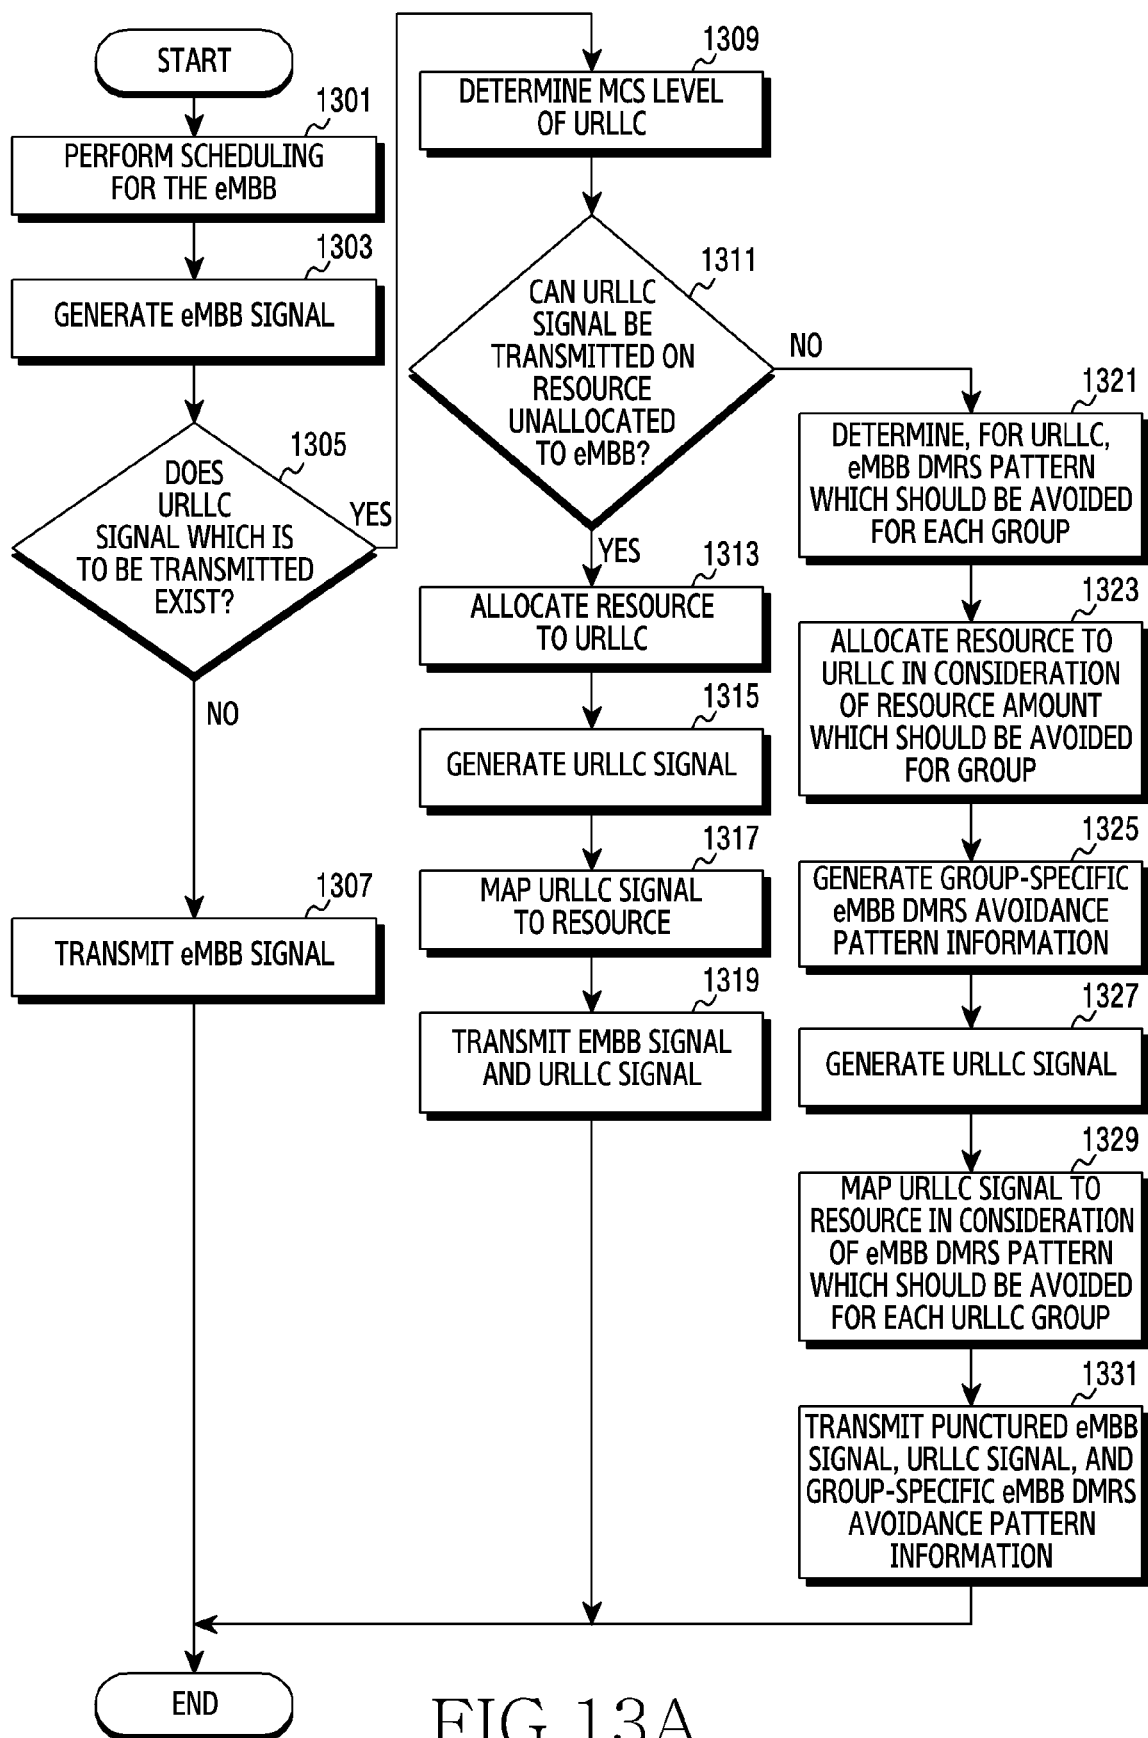 START
1301
PERFORM SCHEDULING
FOR THE eMBB
1303
GENERATE eMBB SIGNAL
1305
DOES
URLLC
SIGNAL WHICH IS
TO BE TRANSMITTED
EXIST?
YES
NO
1307
TRANSMIT eMBB SIGNAL
1309
DETERMINE MCS LEVEL
OF URLLC
1311
CAN URLLC
SIGNAL BE
TRANSMITTED ON
RESOURCE
UNALLOCATED
TO eMBB?
NO
YES
1313
ALLOCATE RESOURCE
TO URLLC
1315
GENERATE URLLC SIGNAL
1317
MAP URLLC SIGNAL
TO RESOURCE
1319
TRANSMIT EMBB SIGNAL
AND URLLC SIGNAL
1321
DETERMINE, FOR URLLC,
eMBB DMRS PATTERN
WHICH SHOULD BE AVOIDED
FOR EACH GROUP
1323
ALLOCATE RESOURCE TO
URLLC IN CONSIDERATION
OF RESOURCE AMOUNT
WHICH SHOULD BE AVOIDED
FOR GROUP
1325
GENERATE GROUP-SPECIFIC
eMBB DMRS AVOIDANCE
PATTERN INFORMATION
1327
GENERATE URLLC SIGNAL
1329
MAP URLLC SIGNAL TO
RESOURCE IN CONSIDERATION
OF eMBB DMRS PATTERN
WHICH SHOULD BE AVOIDED
FOR EACH URLLC GROUP
1331
TRANSMIT PUNCTURED eMBB
SIGNAL, URLLC SIGNAL, AND
GROUP-SPECIFIC eMBB DMRS
AVOIDANCE PATTERN
INFORMATION
END
FIG.13A